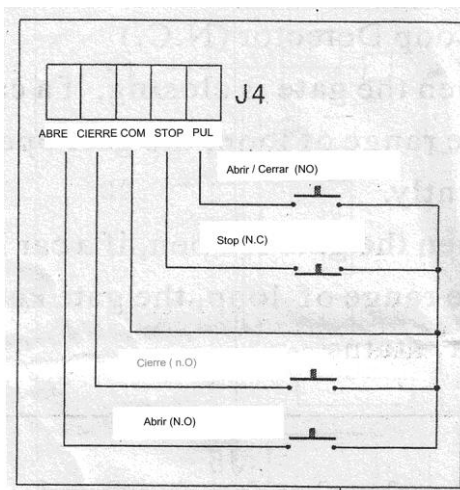 J4
ABRE CIERRE COM STOP PUL
Abrir / Cerrar (NO)
Stop (N.C)
Cierre ( n.O)
Abrir (N.O)